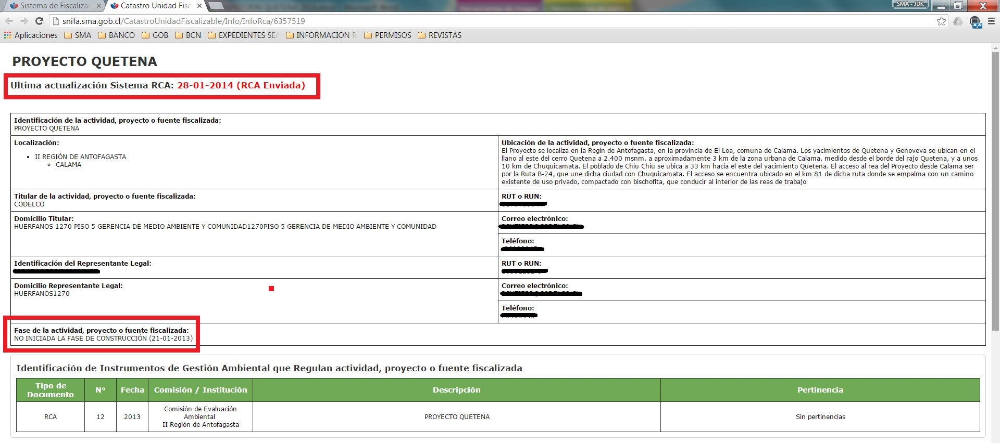 Sistema de Fiscaliza
Catastro Unidad Fisc
SMA - JDK
snifa.sma.gob.cl/CatastroUnidadFiscalizable/Info/InfoRca/6357519
Aplicaciones SMA BANCO GOB BCN EXPEDIENTES SEA INFORMACION R PERMISOS REVISTAS
PROYECTO QUETENA
Ultima actualización Sistema RCA: 28-01-2014 (RCA Enviada)
Identificación de la actividad, proyecto o fuente fiscalizada:
PROYECTO QUETENA
Localización:
• II REGIÓN DE ANTOFAGASTA
◦ CALAMA
Ubicación de la actividad, proyecto o fuente fiscalizada:
El Proyecto se localiza en la Regin de Antofagasta, en la provincia de El Loa, comuna de Calama. Los yacimientos de Quetena y Genoveva se ubican en el
llano al este del cerro Quetena a 2.400 msnm, a aproximadamente 3 km de la zona urbana de Calama, medido desde el borde del rajo Quetena, y a unos
10 km de Chuquicamata. El poblado de Chiu Chiu se ubica a 33 km hacia el este del yacimiento Quetena. El acceso al rea del Proyecto desde Calama ser
por la Ruta B-24, que une dicha ciudad con Chuquicamata. El acceso se encuentra ubicado en el km 81 de dicha ruta donde se empalma con un camino
existente de uso privado, compactado con bischofita, que conducir al interior de las reas de trabajo
Titular de la actividad, proyecto o fuente fiscalizada:
CODELCO
RUT o RUN:
Domicilio Titular:
HUERFANOS 1270 PISO 5 GERENCIA DE MEDIO AMBIENTE Y COMUNIDAD1270PISO 5 GERENCIA DE MEDIO AMBIENTE Y COMUNIDAD
Correo electrónico:
Teléfono:
Identificación del Representante Legal:
RUT o RUN:
Domicilio Representante Legal:
HUERFANOS1270
Correo electrónico:
Teléfono:
Fase de la actividad, proyecto o fuente fiscalizada:
NO INICIADA LA FASE DE CONSTRUCCIÓN (21-01-2013)
Identificación de Instrumentos de Gestión Ambiental que Regulan actividad, proyecto o fuente fiscalizada
Tipo de
Documento
Nº
Fecha
Comisión / Institución
Descripción
Pertinencia
RCA
12
2013
Comisión de Evaluación
Ambiental
II Región de Antofagasta
PROYECTO QUETENA
Sin pertinencias